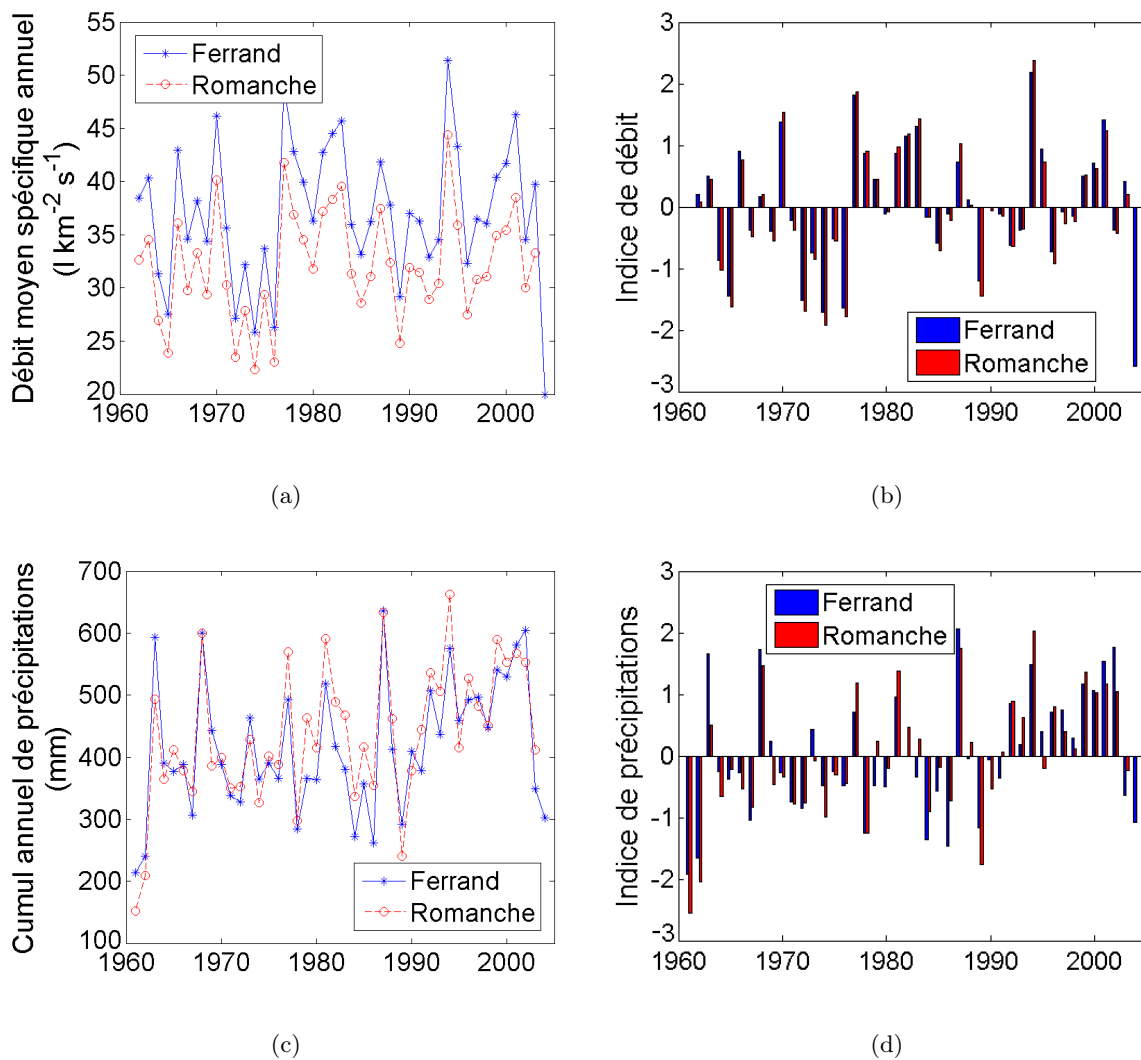 Débit moyen spécifique annuel
(l km-2 s-1)
55
50
45
40
35
30
25
20
1960 1970 1980 1990 2000
Ferrand
Romanche
(a)
Indice de débit
3
2
1
0
-1
-2
-3
1960 1970 1980 1990 2000
Ferrand
Romanche
(b)
Cumul annuel de précipitations
(mm)
700
600
500
400
300
200
100
1960 1970 1980 1990 2000
Ferrand
Romanche
(c)
Indice de précipitations
3
2
1
0
-1
-2
-3
1960 1970 1980 1990 2000
Ferrand
Romanche
(d)